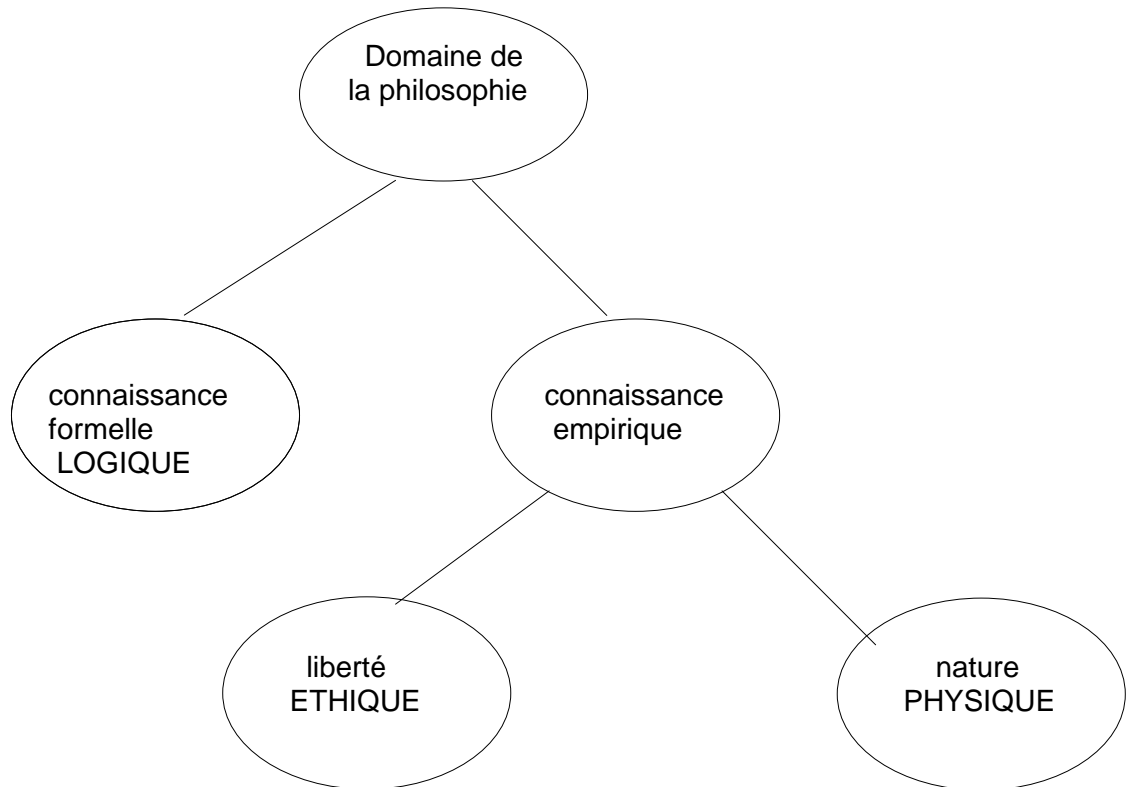 Domaine de
la philosophie
connaissance
formelle
LOGIQUE
connaissance
empirique
liberté
ETHIQUE
nature
PHYSIQUE